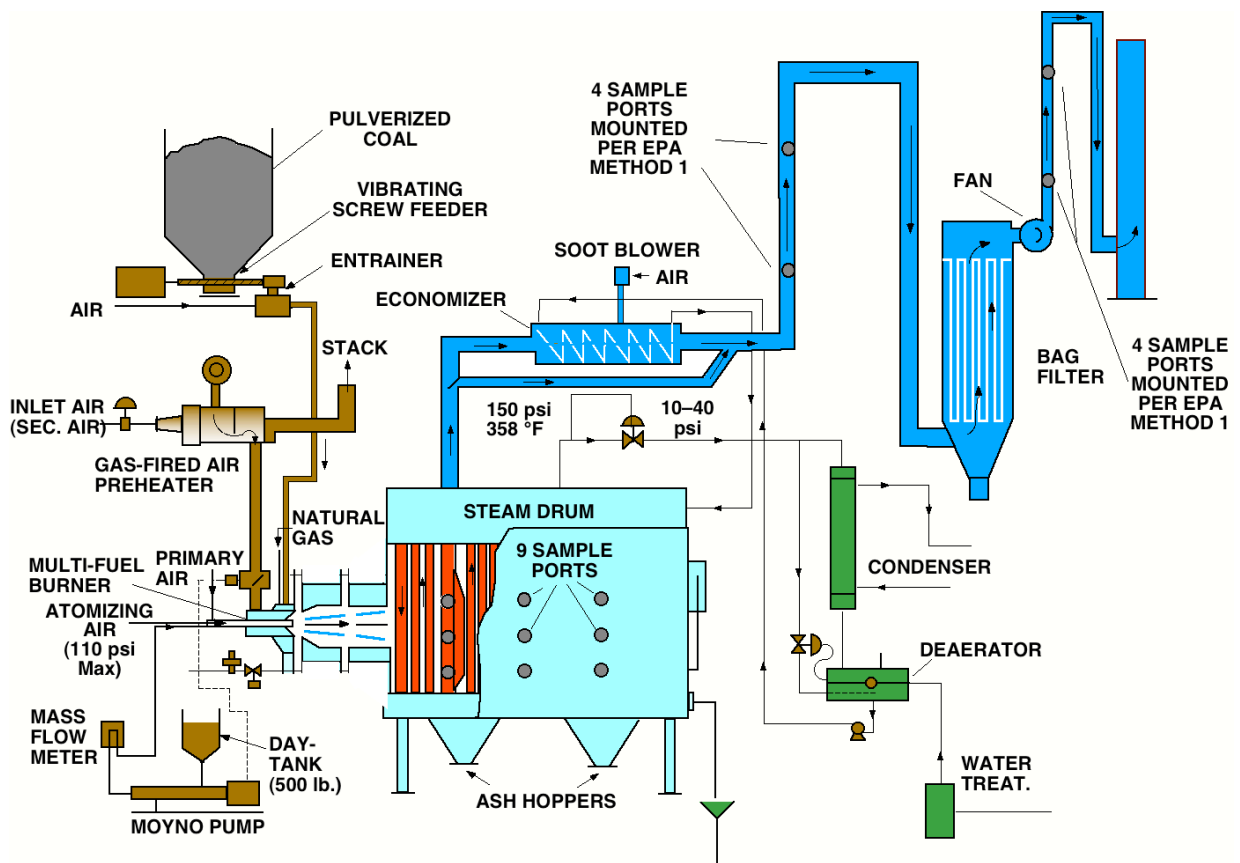 PULVERIZED
COAL
VIBRATING
SCREW FEEDER
ENTRAINER
AIR
STACK
INLET AIR
(SEC. AIR)
GAS-FIRED AIR
PREHEATER
NATURAL
GAS
PRIMARY
AIR
MULTI-FUEL
BURNER
ATOMIZING
AIR
(110 psi
Max)
MASS
FLOW
METER
DAY-
TANK
(500 lb.)
MOYNO PUMP
4 SAMPLE
PORTS
MOUNTED
PER EPA
METHOD 1
SOOT BLOWER
AIR
ECONOMIZER
150 psi
358 °F
10–40
psi
STEAM DRUM
9 SAMPLE
PORTS
ASH HOPPERS
FAN
BAG
FILTER
4 SAMPLE
PORTS
MOUNTED
PER EPA
METHOD 1
CONDENSER
DEAERATOR
WATER
TREAT.